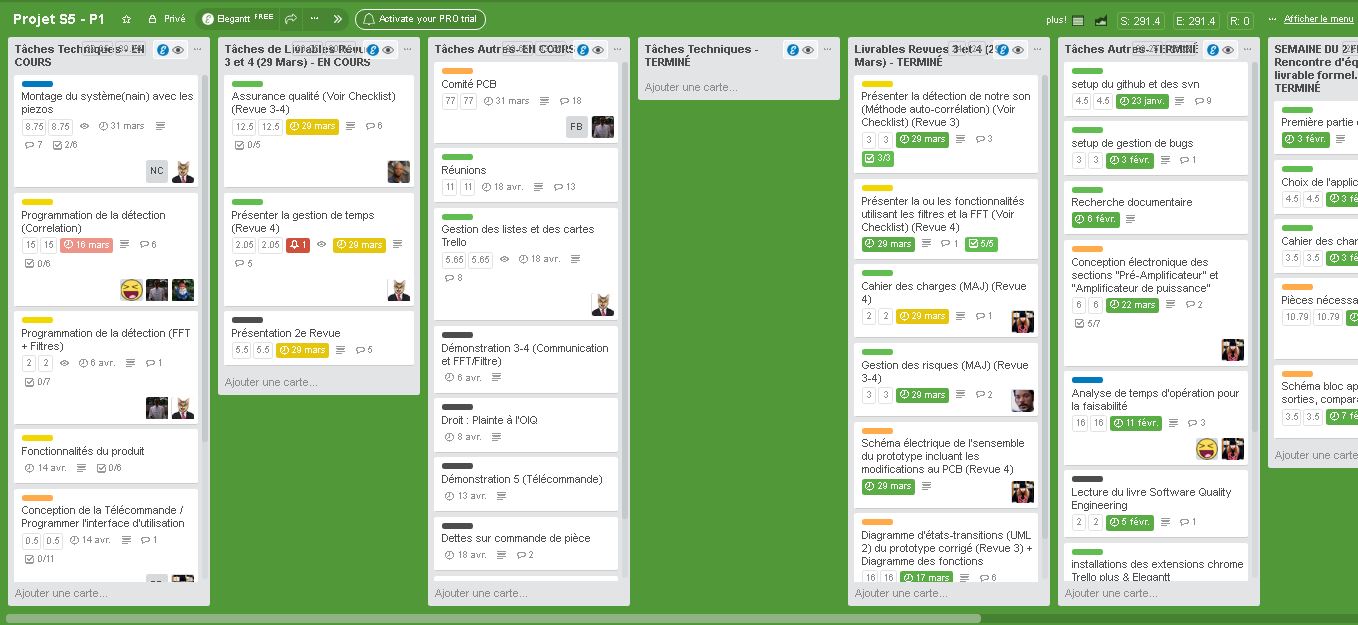 Projet S5 - P1
Privé
Elegantt FREE
Activate your PRO trial
plus!
S: 291.4
E: 291.4
R: 0
Afficher le menu
Tâches Techniques - EN
COURS
Montage du système(nain) avec les
piezos
8.75 8.75 31 mars
7 2/6
NC
Programmation de la détection
(Correlation)
15 15 16 mars 6
0/6
Programmation de la détection (FFT
+ Filtres)
2 2 6 avr. 1
0/7
Fonctionnalités du produit
14 avr. 0/6
Conception de la Télécommande /
Programmer l'interface d'utilisation
0.5 0.5 14 avr. 1
0/11
Ajouter une carte...
Tâches de Livrables Revues
3 et 4 (29 Mars) - EN COURS
Assurance qualité (Voir Checklist)
(Revue 3-4)
12.5 12.5 29 mars 6
0/5
Présenter la gestion de temps
(Revue 4)
2.05 2.05 1 29 mars
5
Présentation 2e Revue
5.5 5.5 29 mars 5
Ajouter une carte...
Tâches Autres - EN COURS
Comité PCB
77 77 31 mars 18
FB
Réunions
11 11 18 avr. 13
Gestion des listes et des cartes
Trello
5.65 5.65 18 avr.
8
Démonstration 3-4 (Communication
et FFT/Filtre)
6 avr.
Droit : Plainte à l'OIQ
8 avr.
Démonstration 5 (Télécommande)
13 avr.
Dettes sur commande de pièce
18 avr. 2
Ajouter une carte...
Tâches Techniques -
TERMINÉ
Ajouter une carte...
Livrables Revues 3 et 4 (29
Mars) - TERMINÉ
Présenter la détection de notre son
(Méthode auto-corrélation) (Voir
Checklist) (Revue 3)
3 3 29 mars 3
3/3
Présenter la ou les fonctionnalités
utilisant les filtres et la FFT (Voir
Checklist) (Revue 4)
29 mars 1 5/5
Cahier des charges (MAJ) (Revue
4)
2 2 29 mars 1
Gestion des risques (MAJ) (Revue
3-4)
3 3 29 mars 2
Schéma électrique de l'sensemble
du prototype incluant les
modifications au PCB (Revue 4)
29 mars
Diagramme d'états-transitions (UML
2) du prototype corrigé (Revue 3) +
Diagramme des fonctions
16 16 17 mars 6
Ajouter une carte...
Tâches Autres - TERMINÉ
setup du github et des svn
4.5 4.5 23 janv. 9
setup de gestion de bugs
3 3 3 févr. 1
Recherche documentaire
6 févr.
Conception électronique des
sections "Pré-Amplificateur" et
"Amplificateur de puissance"
6 6 22 mars 2
5/7
Analyse de temps d'opération pour
la faisabilité
16 16 11 févr. 3
Lecture du livre Software Quality
Engineering
2 2 5 févr. 1
installations des extensions chrome
Trello plus & Elegantt
Ajouter une carte...
SEMAINE DU 2 F
Rencontre d'éq
livrable formel.
TERMINÉ
Première partie
3 févr.
Choix de l'applic
4.5 4.5 3 fé
Cahier des char
3.5 3.5 3 fé
Pièces nécessa
10.79 10.79
Schéma bloc ap
sorties, compara
3.5 3.5 7 fé
Ajouter une carte